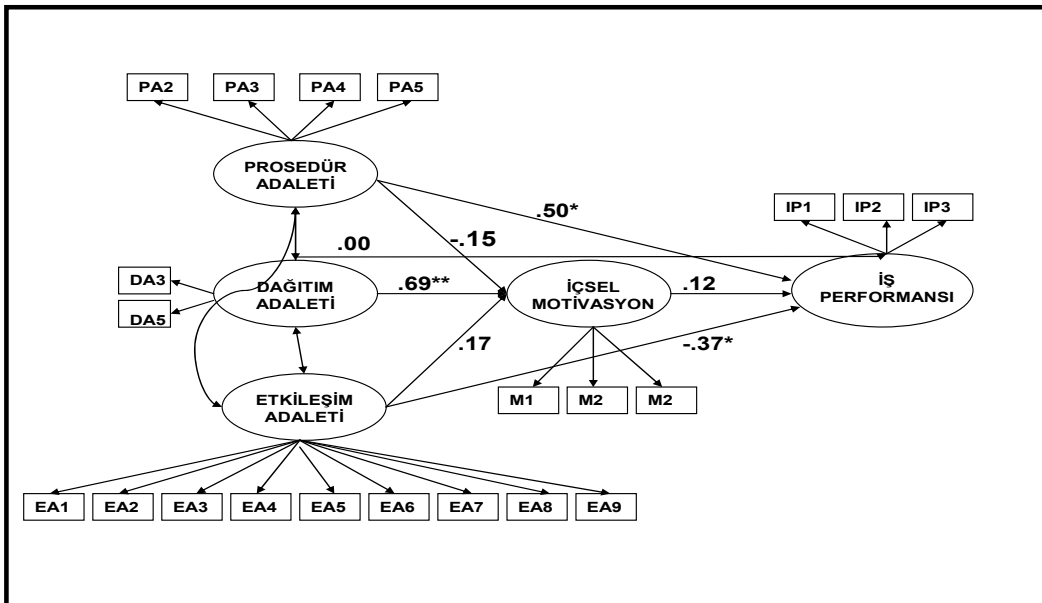 PA2 PA3 PA4 PA5
PROSEDÜR
ADALETİ
IP1 IP2 IP3
.50*
-.15
.00
DA3
DA5
DAĞITIM
ADALETİ
.69**
İÇSEL
MOTİVASYON
.12
İŞ
PERFORMANSI
.17
-.37*
ETKİLEŞİM
ADALETİ
M1 M2 M2
EA1 EA2 EA3 EA4 EA5 EA6 EA7 EA8 EA9